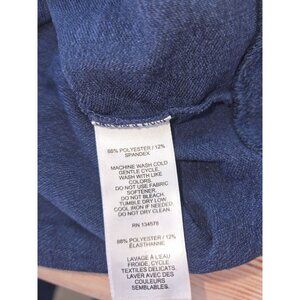 88% POLYESTER / 12%
SPANDEX
MACHINE WASH COLD
GENTLE CYCLE.
WASH WITH LIKE
COLORS.
DO NOT USE FABRIC
SOFTENER.
DO NOT BLEACH.
TUMBLE DRY LOW
COOL IRON IF NEEDED.
DO NOT DRY CLEAN
RN 134578
88% POLYESTER / 12%
ÉLASTHANNE
LAVAGE À L'EAU
FROIDE, CYCLE
TEXTILES DÉLICATS.
LAVER AVEC DES
COULEURS
SEMBLABLES.